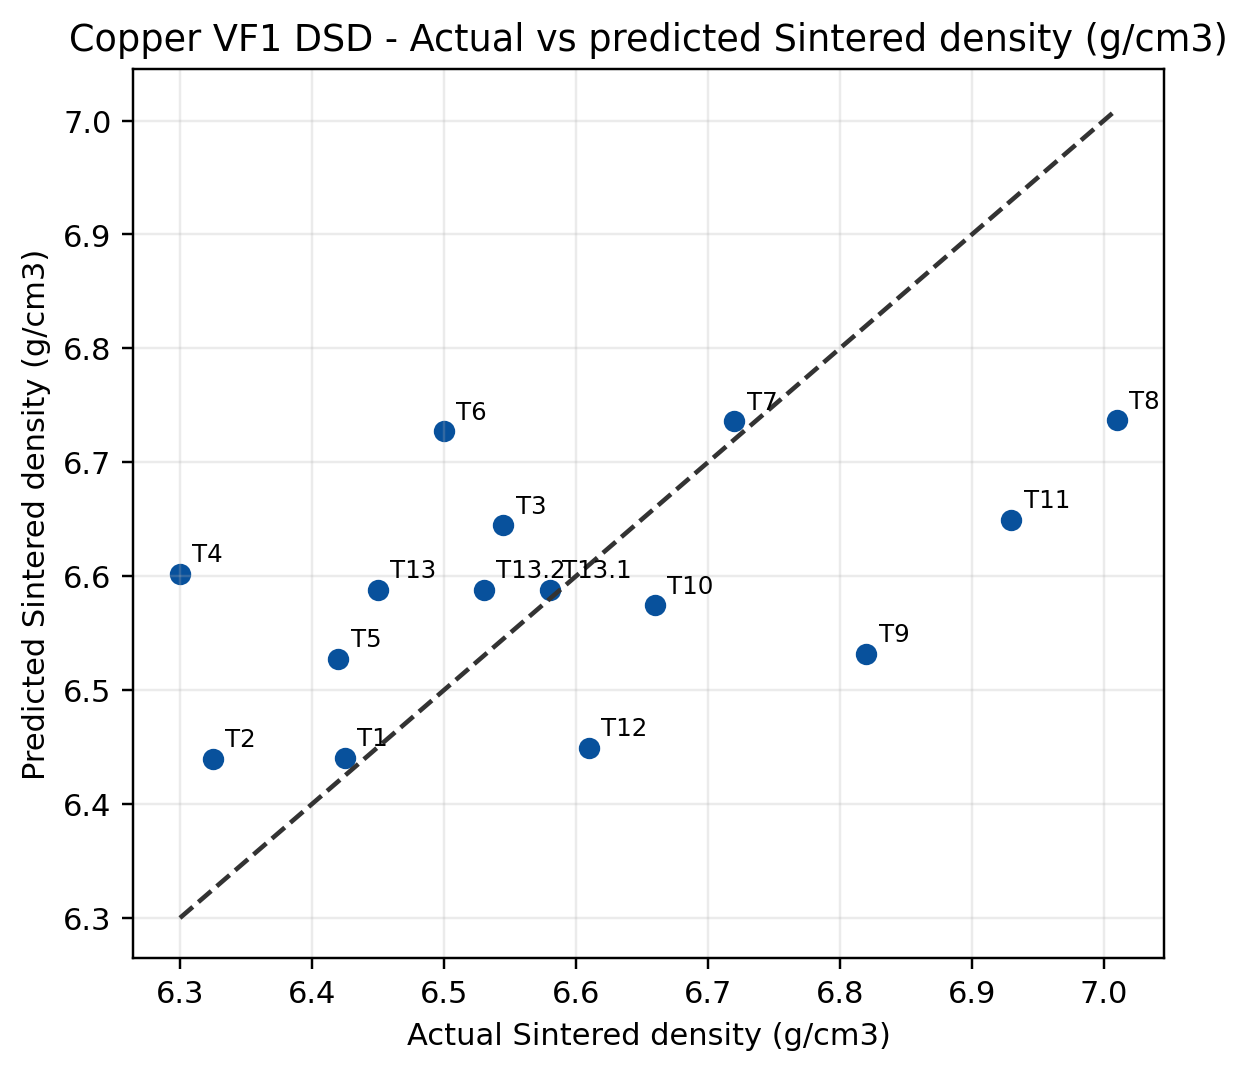 Copper VF1 DSD - Actual vs predicted Sintered density (g/cm3)
Predicted Sintered density (g/cm3)
7.0
6.9
6.8
6.7
6.6
6.5
6.4
6.3
T7
T8
T6
T11
T3
T4
T13
T13.2
T13.1
T10
T5
T9
T12
T2
T1
6.3 6.4 6.5 6.6 6.7 6.8 6.9 7.0
Actual Sintered density (g/cm3)